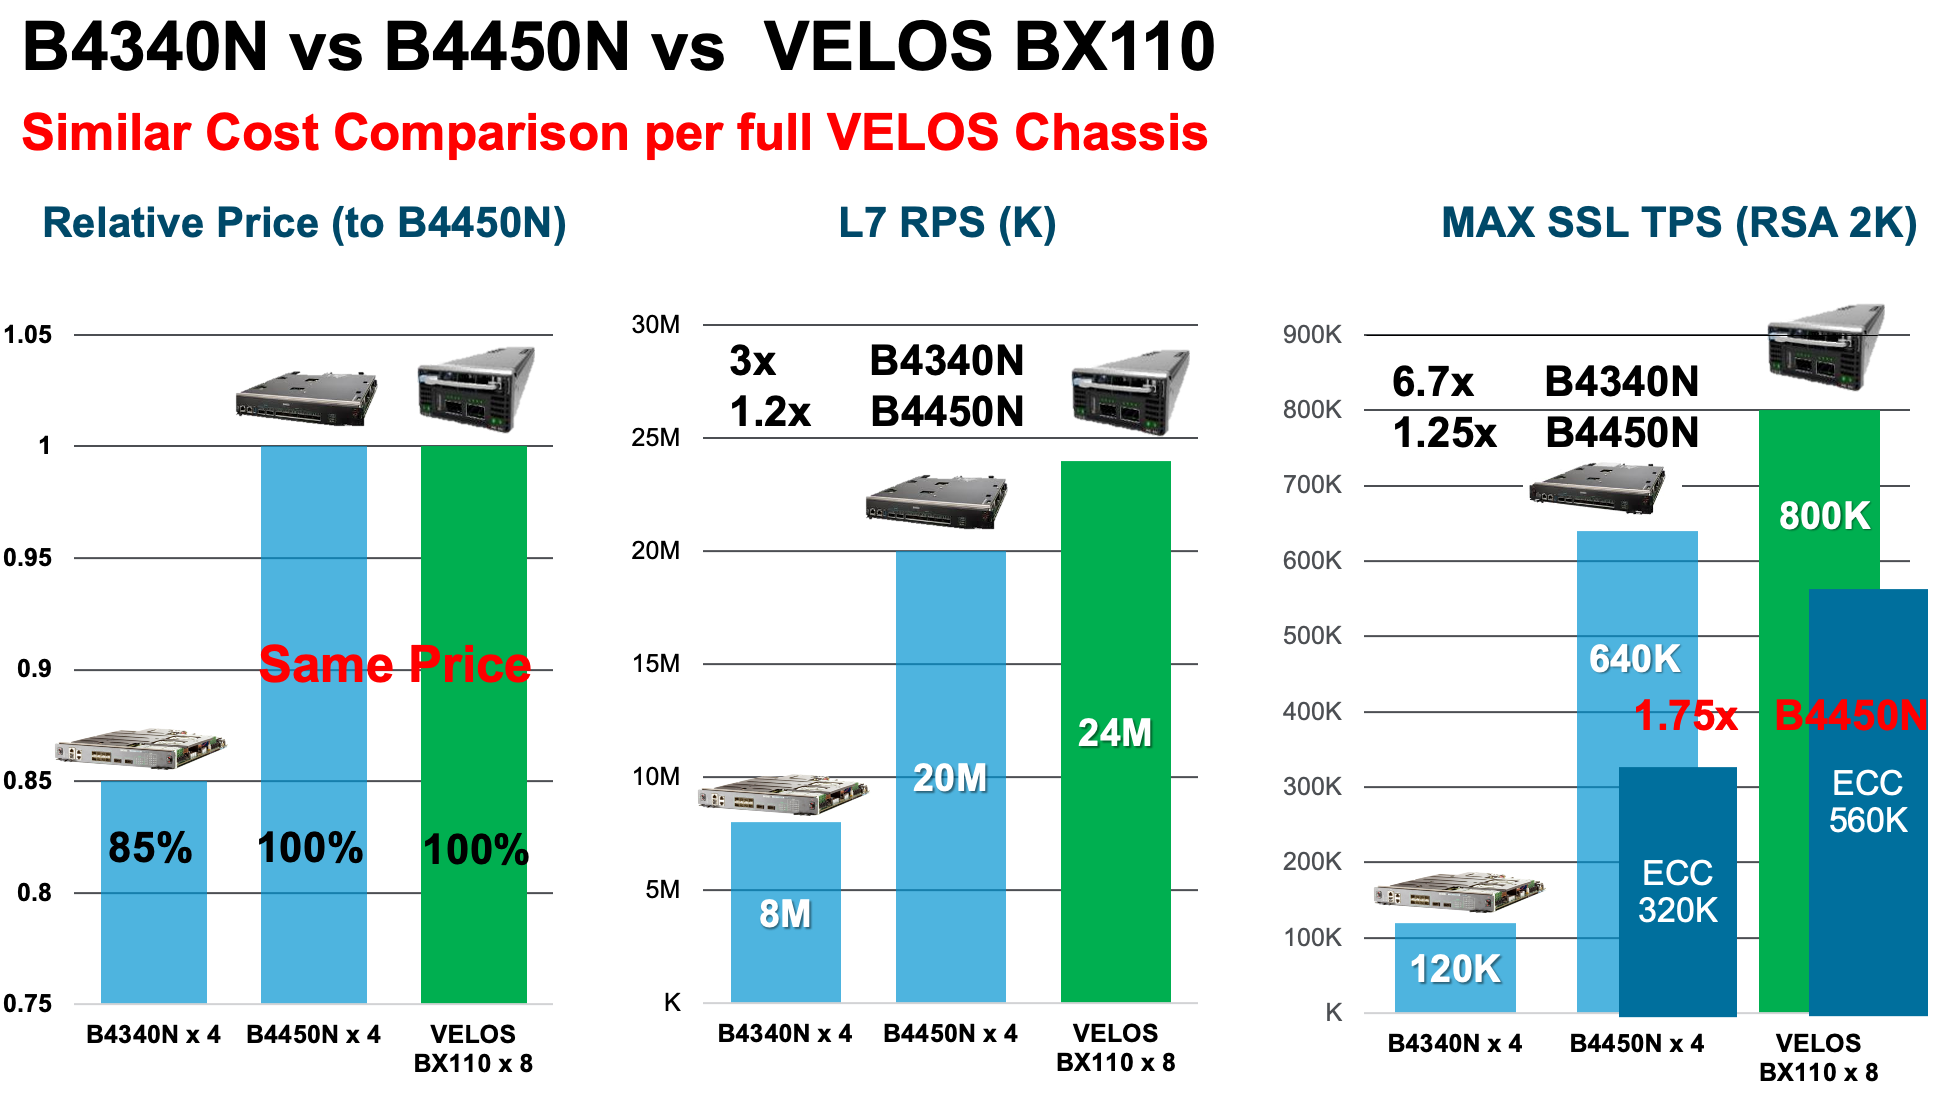 B4340N vs B4450N vs VELOS BX110
Similar Cost Comparison per full VELOS Chassis
Relative Price (to B4450N)
1.05
1
0.95
0.9
0.85
0.8
0.75
Same Price
85%
100%
100%
B4340N x 4
B4450N x 4
VELOS
BX110 x 8
L7 RPS (K)
30M
25M
20M
15M
10M
5M
K
3x B4340N
1.2x B4450N
8M
20M
24M
B4340N x 4
B4450N x 4
VELOS
BX110 x 8
MAX SSL TPS (RSA 2K)
900K
800K
700K
600K
500K
400K
300K
200K
100K
K
6.7x B4340N
1.25x B4450N
120K
640K
800K
1.75x B4450N
ECC
320K
ECC
560K
B4340N x 4
B4450N x 4
VELOS
BX110 x 8